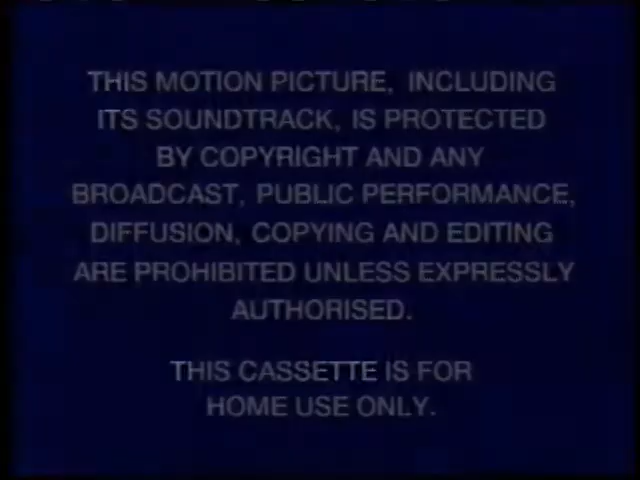 THIS MOTION PICTURE, INCLUDING
ITS SOUNDTRACK, IS PROTECTED
BY COPYRIGHT AND ANY
BROADCAST, PUBLIC PERFORMANCE,
DIFFUSION, COPYING AND EDITING
ARE PROHIBITED UNLESS EXPRESSLY
AUTHORISED.
THIS CASSETTE IS FOR
HOME USE ONLY.